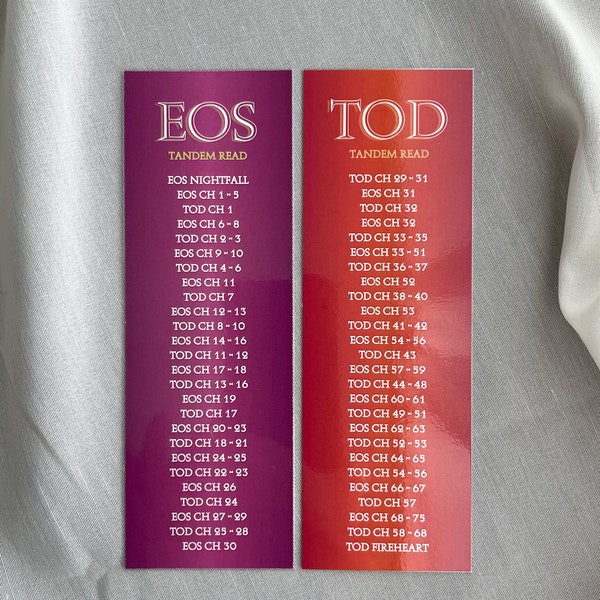 EOS
TANDEM READ
EOS NIGHTFALL
EOS CH 1 - 5
TOD CH 1
EOS CH 6 - 8
TOD CH 2 - 3
EOS CH 9 - 10
TOD CH 4 - 6
EOS CH 11
TOD CH 7
EOS CH 12 - 13
TOD CH 8 - 10
EOS CH 14 - 16
TOD CH 11 - 12
EOS CH 17 - 18
TOD CH 13 - 16
EOS CH 19
TOD CH 17
EOS CH 20 - 23
TOD CH 18 - 21
EOS CH 24 - 25
TOD CH 22 - 23
EOS CH 26
TOD CH 24
EOS CH 27 - 29
TOD CH 25 - 28
EOS CH 30
TOD
TANDEM READ
TOD CH 29 - 31
EOS CH 31
TOD CH 32
EOS CH 32
TOD CH 33 - 35
EOS CH 33 - 51
TOD CH 36 - 37
EOS CH 52
TOD CH 38 - 40
EOS CH 53
TOD CH 41 - 42
EOS CH 54 - 56
TOD CH 43
EOS CH 57 - 59
TOD CH 44 - 48
EOS CH 60 - 61
TOD CH 49 - 51
EOS CH 62 - 63
TOD CH 52 - 53
EOS CH 64 - 65
TOD CH 54 - 56
EOS CH 66 - 67
TOD CH 57
EOS CH 68 - 75
TOD CH 58 - 68
TOD FIREHEART